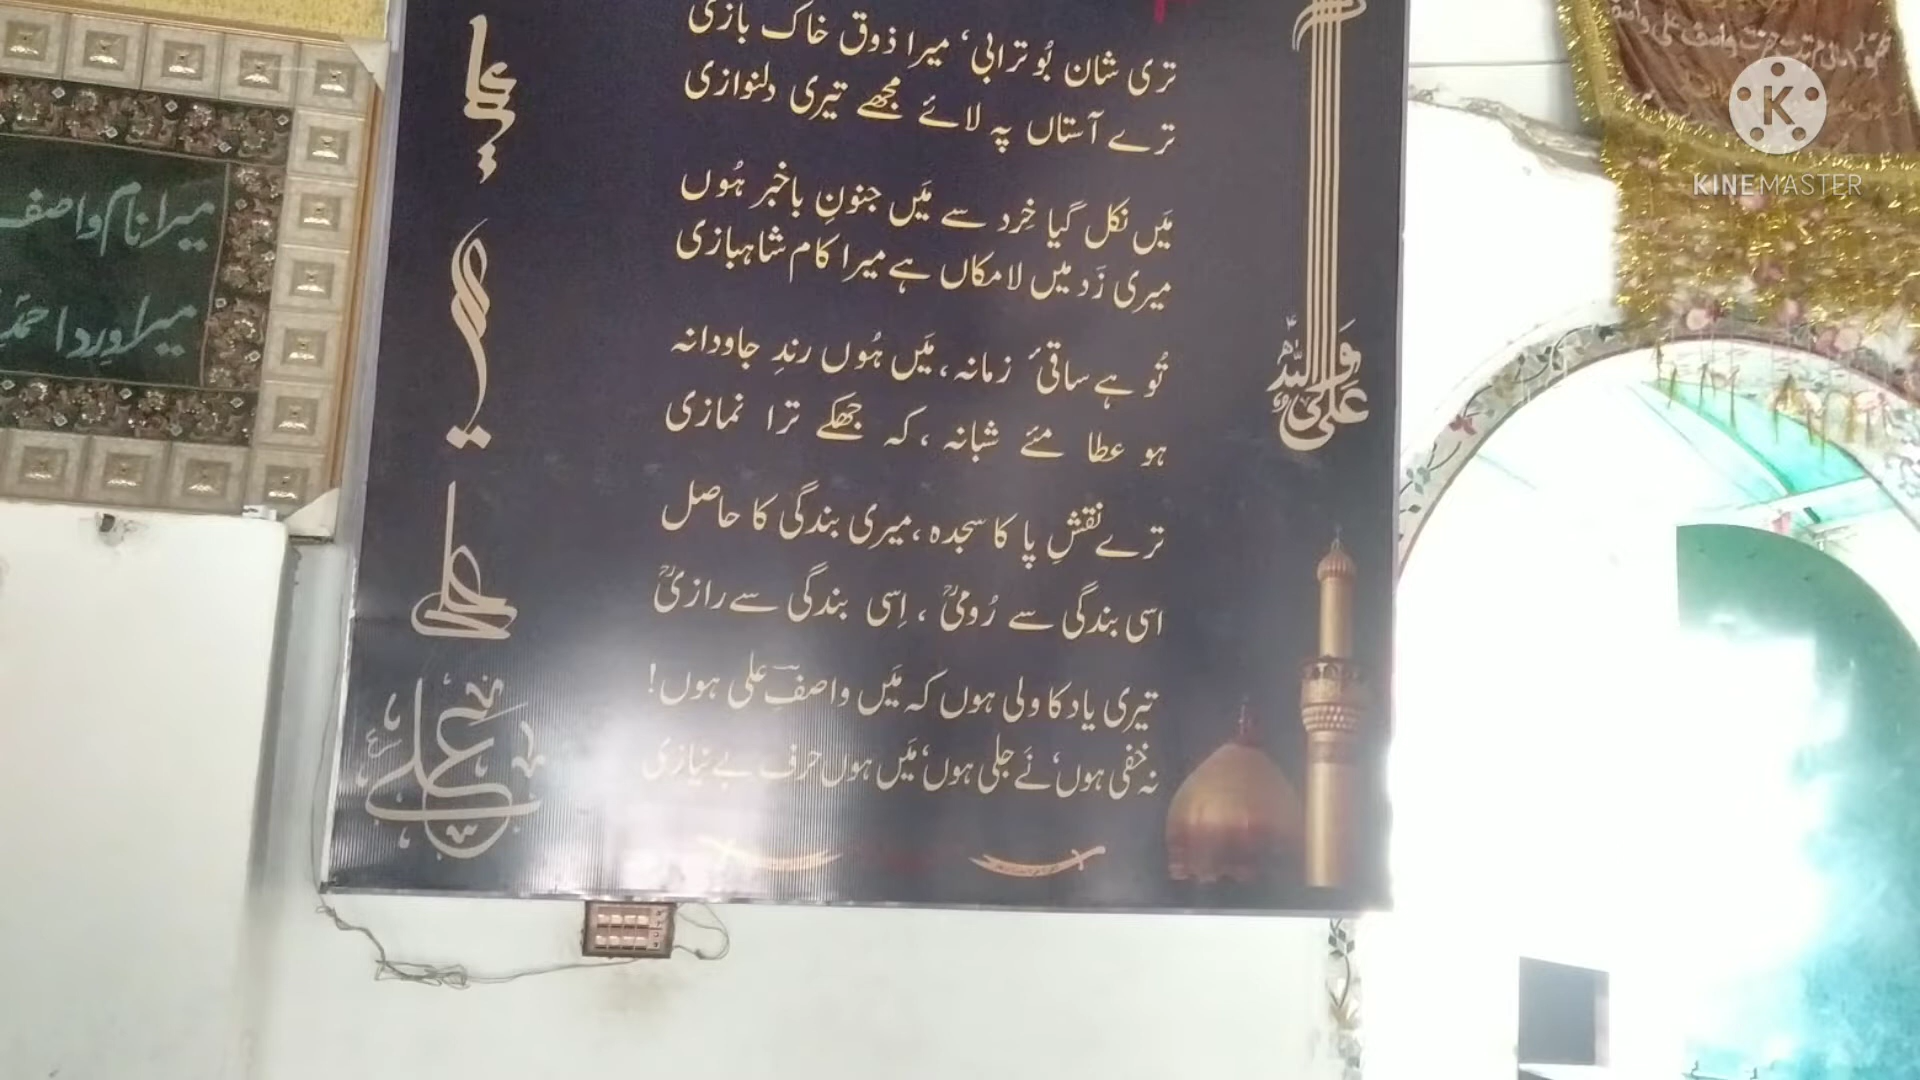 تری شان بُوترابی، میرا ذوق خاک بازی
ترے آستاں پہ لائے مجھے تیری دلنوازی
مَیں نکل گیا خِرد سے مَیں جنونِ باخبر ہُوں
میری زَد میں لامکاں ہے میرا کام شاہبازی
تُو ہے ساقیٔ زمانہ، مَیں ہُوں رندِ جاودانہ
ہو عطا مئے شبانہ، کہ جھکے ترا نمازی
ترے نقشِ پا کا سجدہ، میری بندگی کا حاصل
اسی بندگی سے رُومیؒ، اِسی بندگی سے رازیؒ
تیری یاد کا ولی ہوں کہ مَیں واصفِؔ علی ہوں!
نہ خفی ہوں، نَے جلی ہوں، مَیں ہوں حرف بے نیازی
علی
علی
علی ولی اللہ
میرا نام واصف
میرا وِرد احمد
KINEMASTER